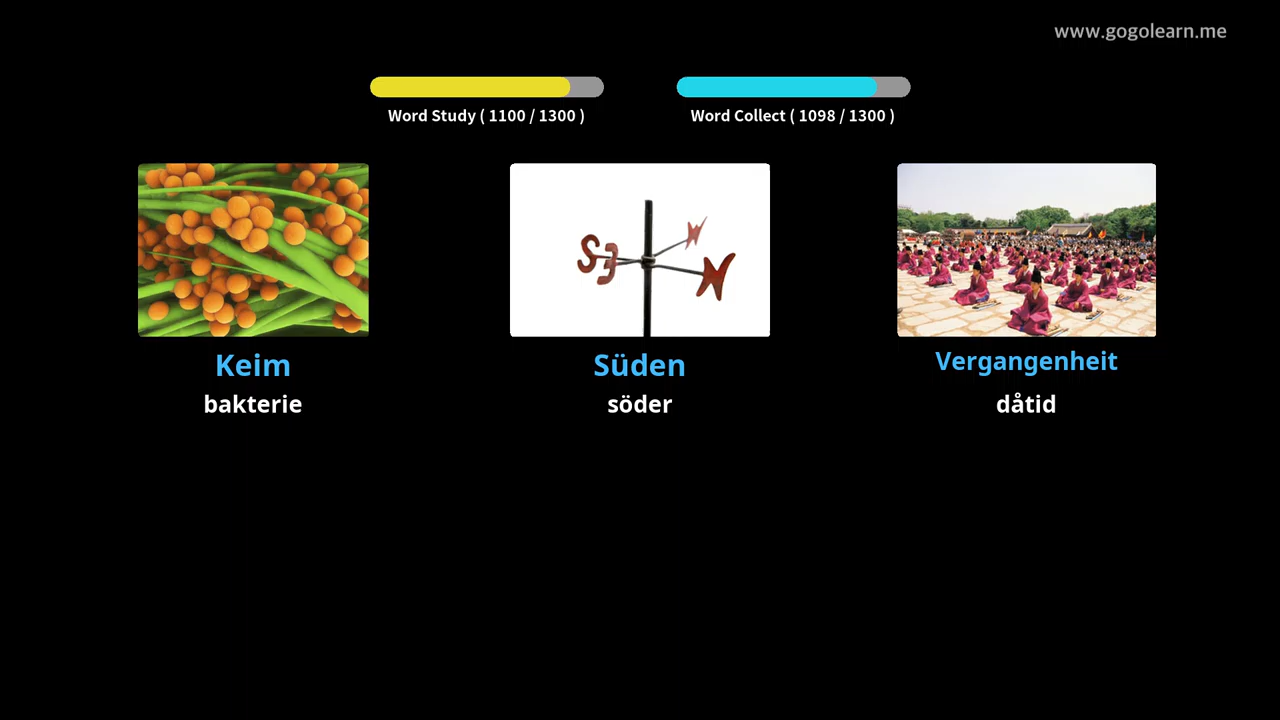 www.gogolearn.me
Word Study ( 1100 / 1300 )
Word Collect ( 1098 / 1300 )
S E N W
Keim
Süden
Vergangenheit
bakterie
söder
dåtid